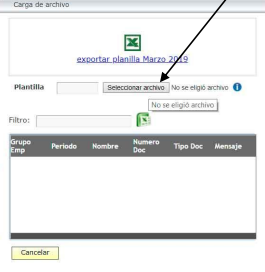 Carga de archivo
exportar planilla Marzo 2019
Plantilla Seleccionar archivo No se eligió archivo
No se eligió archivo
Filtro:
Grupo Emp Periodo Nombre Numero Doc Tipo Doc Mensaje
Cancelar